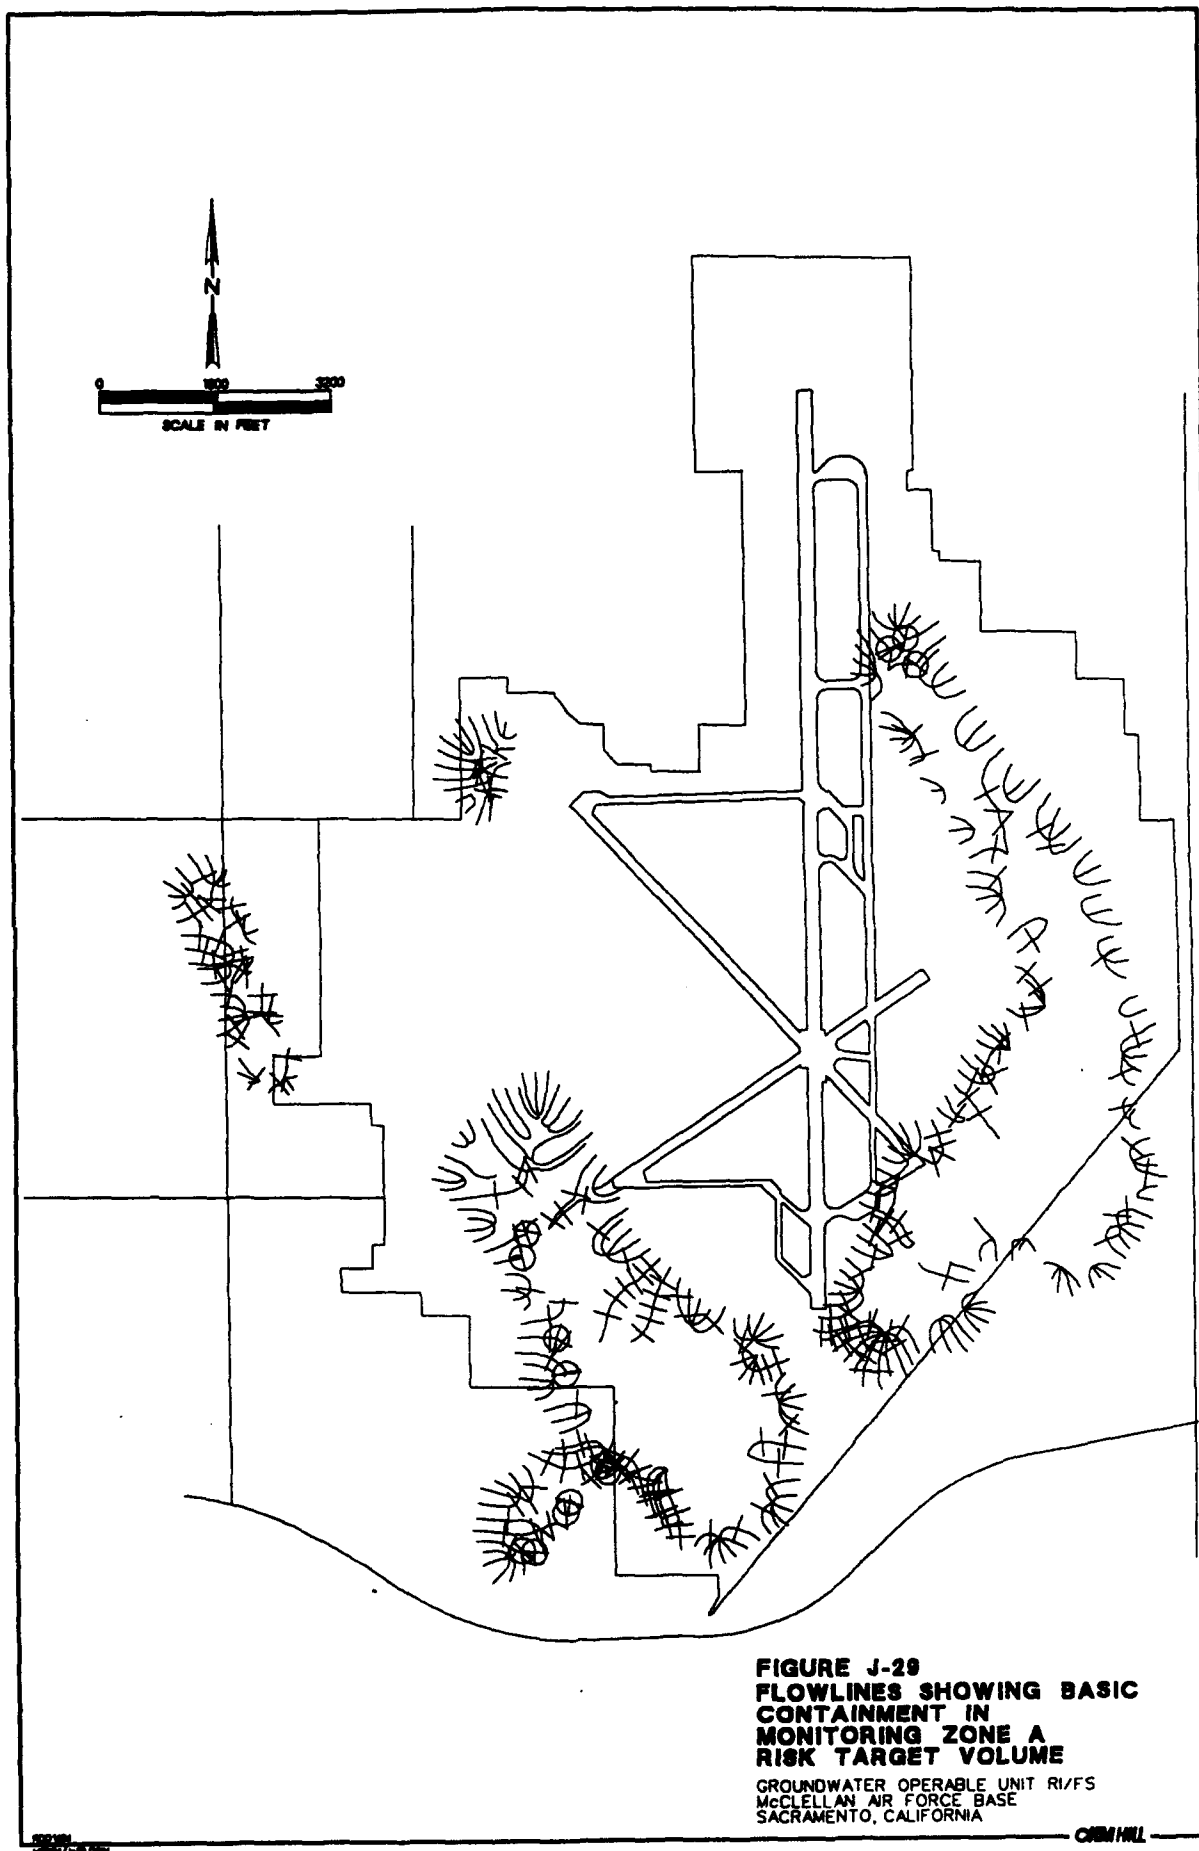 N
0 1600 3200
SCALE IN FEET
FIGURE J-29
FLOWLINES SHOWING BASIC
CONTAINMENT IN
MONITORING ZONE A
RISK TARGET VOLUME
GROUNDWATER OPERABLE UNIT RI/FS
McCLELLAN AIR FORCE BASE
SACRAMENTO, CALIFORNIA
CH2M HILL